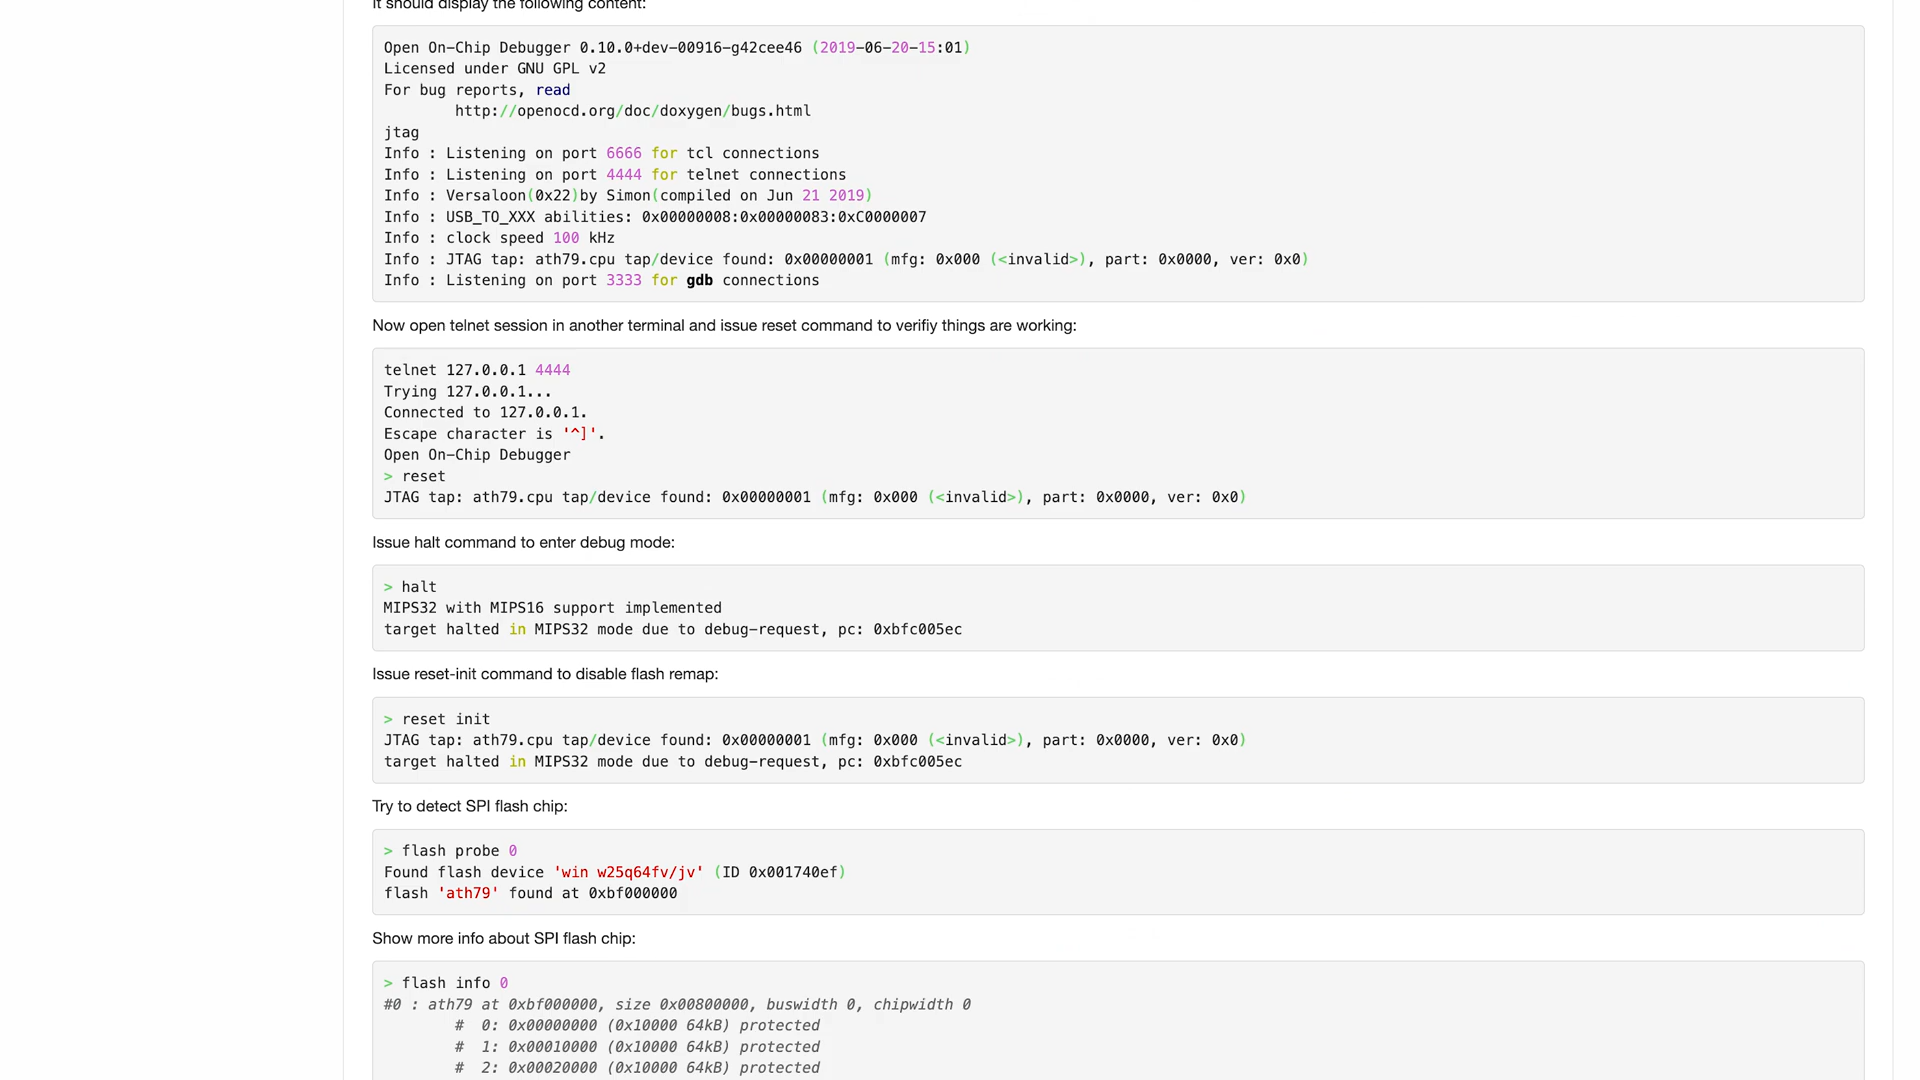 It should display the following content:
Open On-Chip Debugger 0.10.0+dev-00916-g42cee46 (2019-06-20-15:01)
Licensed under GNU GPL v2
For bug reports, read
http://openocd.org/doc/doxygen/bugs.html
jtag
Info : Listening on port 6666 for tcl connections
Info : Listening on port 4444 for telnet connections
Info : Versaloon(0x22)by Simon(compiled on Jun 21 2019)
Info : USB_TO_XXX abilities: 0x00000008:0x00000083:0xC0000007
Info : clock speed 100 kHz
Info : JTAG tap: ath79.cpu tap/device found: 0x00000001 (mfg: 0x000 (<invalid>), part: 0x0000, ver: 0x0)
Info : Listening on port 3333 for gdb connections
Now open telnet session in another terminal and issue reset command to verifiy things are working:
telnet 127.0.0.1 4444
Trying 127.0.0.1...
Connected to 127.0.0.1.
Escape character is '^]'.
Open On-Chip Debugger
> reset
JTAG tap: ath79.cpu tap/device found: 0x00000001 (mfg: 0x000 (<invalid>), part: 0x0000, ver: 0x0)
Issue halt command to enter debug mode:
> halt
MIPS32 with MIPS16 support implemented
target halted in MIPS32 mode due to debug-request, pc: 0xbfc005ec
Issue reset-init command to disable flash remap:
> reset init
JTAG tap: ath79.cpu tap/device found: 0x00000001 (mfg: 0x000 (<invalid>), part: 0x0000, ver: 0x0)
target halted in MIPS32 mode due to debug-request, pc: 0xbfc005ec
Try to detect SPI flash chip:
> flash probe 0
Found flash device 'win w25q64fv/jv' (ID 0x001740ef)
flash 'ath79' found at 0xbf000000
Show more info about SPI flash chip:
> flash info 0
#0 : ath79 at 0xbf000000, size 0x00800000, buswidth 0, chipwidth 0
#  0: 0x00000000 (0x10000 64kB) protected
#  1: 0x00010000 (0x10000 64kB) protected
#  2: 0x00020000 (0x10000 64kB) protected